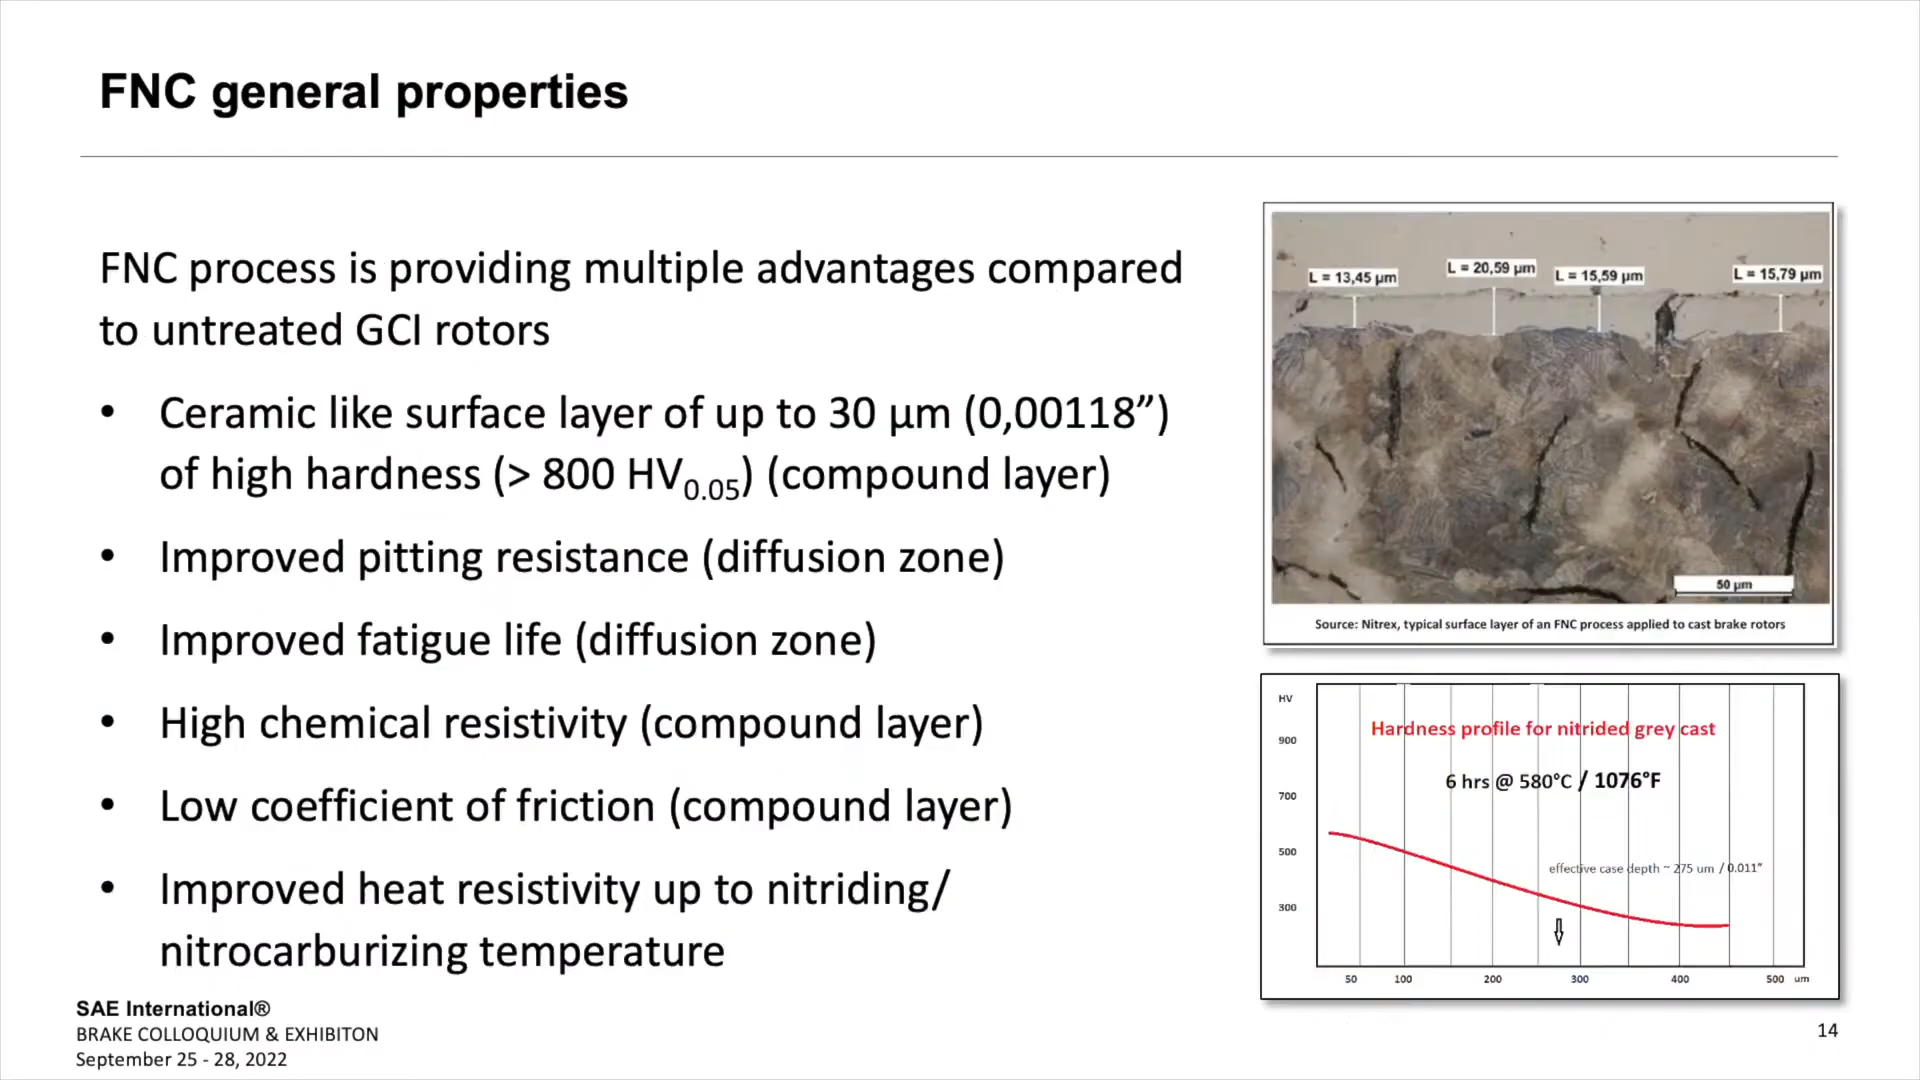 FNC general properties
FNC process is providing multiple advantages compared
to untreated GCI rotors
• Ceramic like surface layer of up to 30 µm (0,00118”)
of high hardness (> 800 HV0.05) (compound layer)
• Improved pitting resistance (diffusion zone)
• Improved fatigue life (diffusion zone)
• High chemical resistivity (compound layer)
• Low coefficient of friction (compound layer)
• Improved heat resistivity up to nitriding/
nitrocarburizing temperature
L = 13,45 µm
L = 20,59 µm
L = 15,59 µm
L = 15,79 µm
50 µm
Source: Nitrex, typical surface layer of an FNC process applied to cast brake rotors
HV
Hardness profile for nitrided grey cast
900
6 hrs @ 580°C / 1076°F
700
500
effective case depth ~ 275 um / 0.011”
300
50 100 200 300 400 500 um
SAE International®
BRAKE COLLOQUIUM & EXHIBITON
September 25 - 28, 2022
14